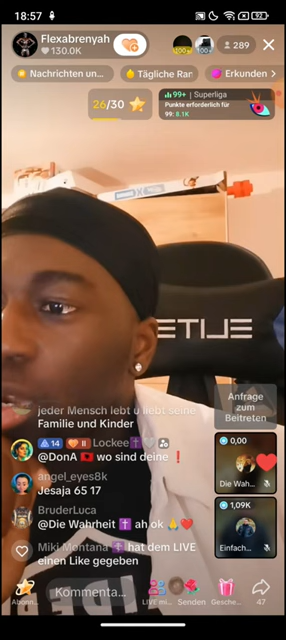 18:57
92
Flexabrenyah
130.0K
289
Nachrichten un...
Tägliche Ran
Erkunden >
26/30
99+ | Superliga
Punkte erforderlich für
99: 8.1K
ETILE
Anfrage
zum
Beitreten
jeder Mensch lebt u liebt seine
Familie und Kinder
14
II
Lockee✝️
@DonA 🇦🇱 wo sind deine ❗
angel_eyes8k
Jesaja 65 17
BruderLuca
@Die Wahrheit ✝️ ah ok 🙏❤️
Miki Montana ✝️ hat dem LIVE
einen Like gegeben
0,00
Die Wah...
1,09K
Einfach...
Abonn...
Kommenta...
LIVE mi...
Senden
Gesche...
47